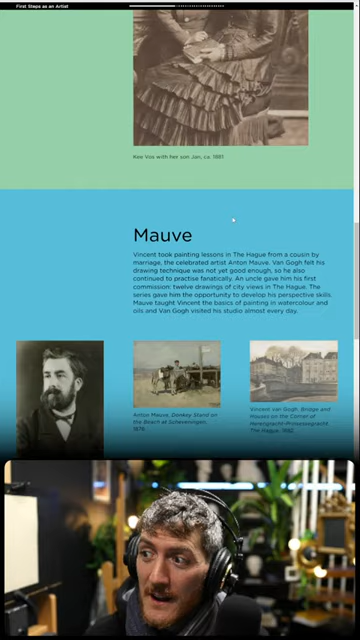 First Steps as an Artist
Kee Vos with her son Jan, ca. 1881
Mauve
Vincent took painting lessons in The Hague from a cousin by
marriage, the celebrated artist Anton Mauve. Van Gogh felt his
drawing technique was not yet good enough, so he also
continued to practise fanatically. An uncle gave him his first
commission: twelve drawings of city views in The Hague. The
series gave him the opportunity to develop his perspective skills.
Mauve taught Vincent the basics of painting in watercolour and
oils and Van Gogh visited his studio almost every day.
Anton Mauve, Donkey Stand on
the Beach at Scheveningen,
1876
Vincent van Gogh, Bridge and
Houses on the Corner of
Herengracht-Prinsessegracht,
The Hague, 1882